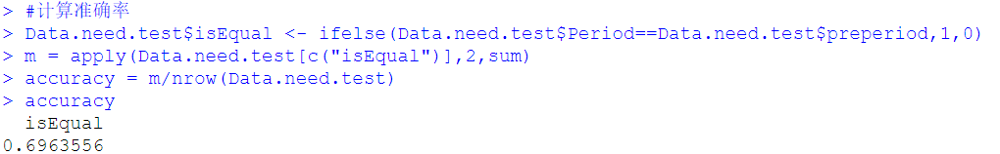 > #计算准确率
> Data.need.test$isEqual <- ifelse(Data.need.test$Period==Data.need.test$preperiod,1,0)
> m = apply(Data.need.test[c("isEqual")],2,sum)
> accuracy = m/nrow(Data.need.test)
> accuracy
  isEqual
0.6963556